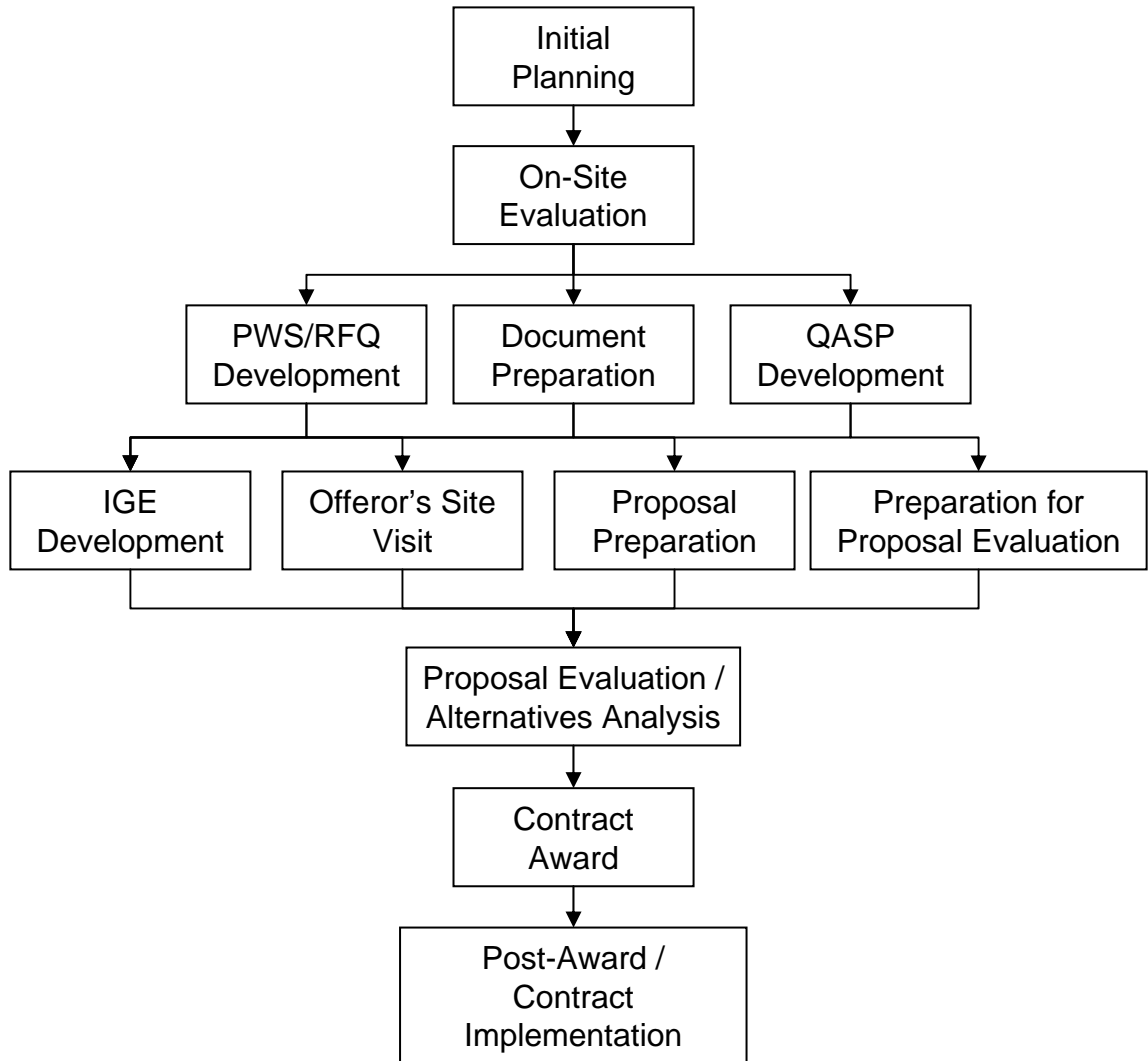 Initial
Planning
On-Site
Evaluation
PWS/RFQ
Development
Document
Preparation
QASP
Development
IGE
Development
Offeror's Site
Visit
Proposal
Preparation
Preparation for
Proposal Evaluation
Proposal Evaluation /
Alternatives Analysis
Contract
Award
Post-Award /
Contract
Implementation